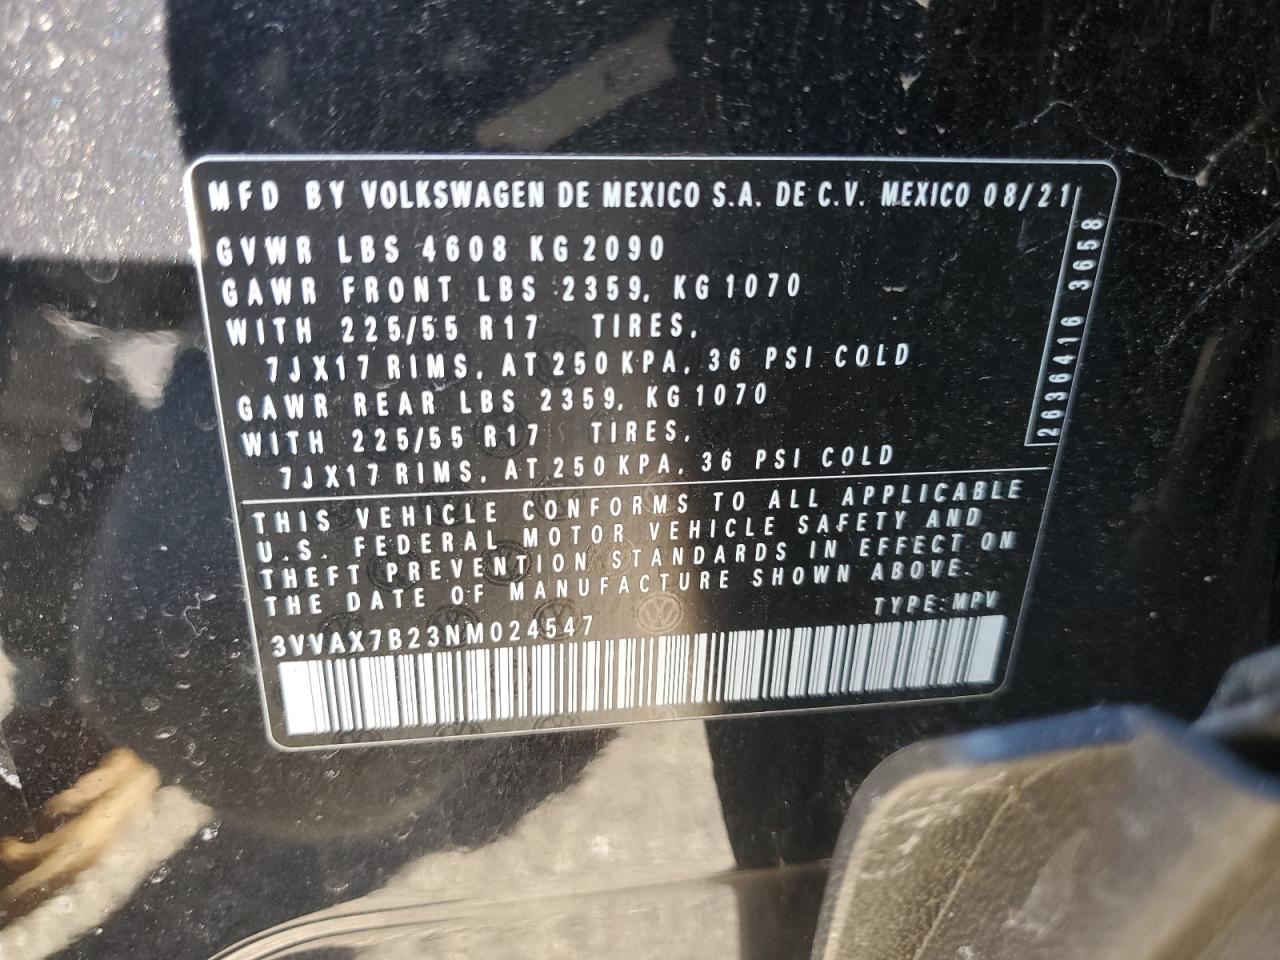 MFD BY VOLKSWAGEN DE MEXICO S.A. DE C.V. MEXICO 08/21
GVWR LBS 4608 KG 2090
GAWR FRONT LBS 2359, KG 1070
WITH 225/55 R17 TIRES,
7JX17 RIMS, AT 250 KPA, 36 PSI COLD
GAWR REAR LBS 2359, KG 1070
WITH 225/55 R17 TIRES,
7JX17 RIMS, AT 250 KPA, 36 PSI COLD
2636416 3658
THIS VEHICLE CONFORMS TO ALL APPLICABLE
U.S. FEDERAL MOTOR VEHICLE SAFETY AND
THEFT PREVENTION STANDARDS IN EFFECT ON
THE DATE OF MANUFACTURE SHOWN ABOVE.
TYPE: MPV
3VVAX7B23NM024547